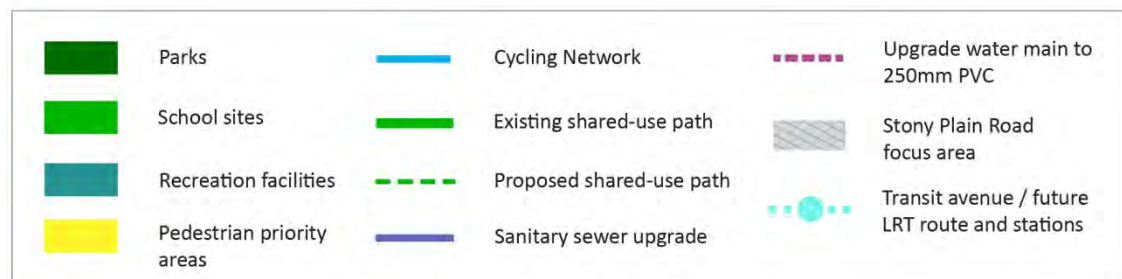 Parks
School sites
Recreation facilities
Pedestrian priority
areas
Cycling Network
Existing shared-use path
Proposed shared-use path
Sanitary sewer upgrade
Upgrade water main to
250mm PVC
Stony Plain Road
focus area
Transit avenue / future
LRT route and stations